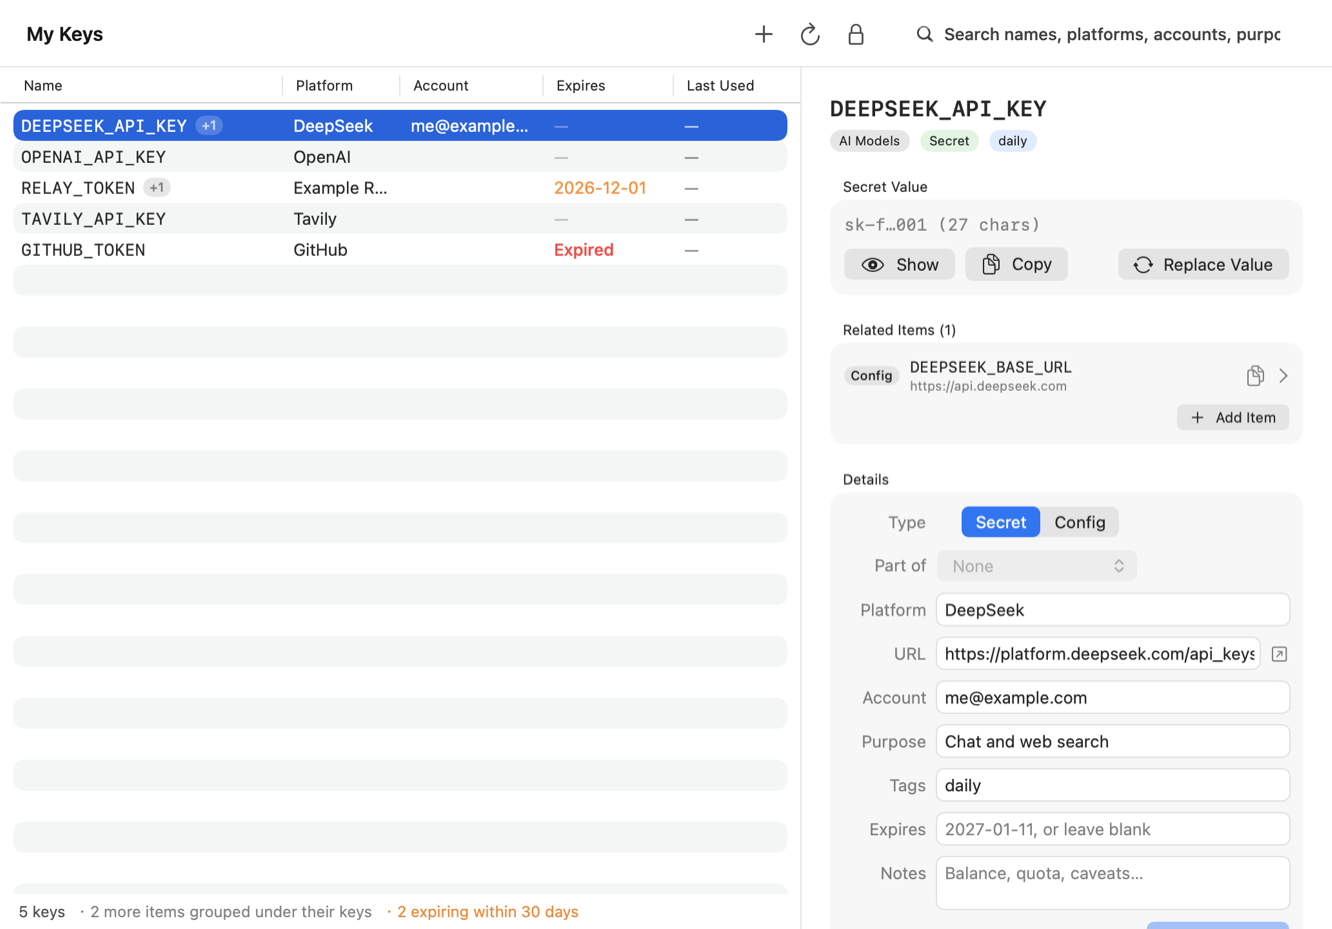 My Keys
Search names, platforms, accounts, purpo
Name Platform Account Expires Last Used
DEEPSEEK_API_KEY +1 DeepSeek me@example... — —
OPENAI_API_KEY OpenAI — —
RELAY_TOKEN +1 Example R... 2026-12-01 —
TAVILY_API_KEY Tavily — —
GITHUB_TOKEN GitHub Expired —
5 keys · 2 more items grouped under their keys · 2 expiring within 30 days
DEEPSEEK_API_KEY
AI Models Secret daily
Secret Value
sk-f…001 (27 chars)
Show Copy Replace Value
Related Items (1)
Config DEEPSEEK_BASE_URL
https://api.deepseek.com
+ Add Item
Details
Type Secret Config
Part of None
Platform DeepSeek
URL https://platform.deepseek.com/api_keys
Account me@example.com
Purpose Chat and web search
Tags daily
Expires 2027-01-11, or leave blank
Notes Balance, quota, caveats...